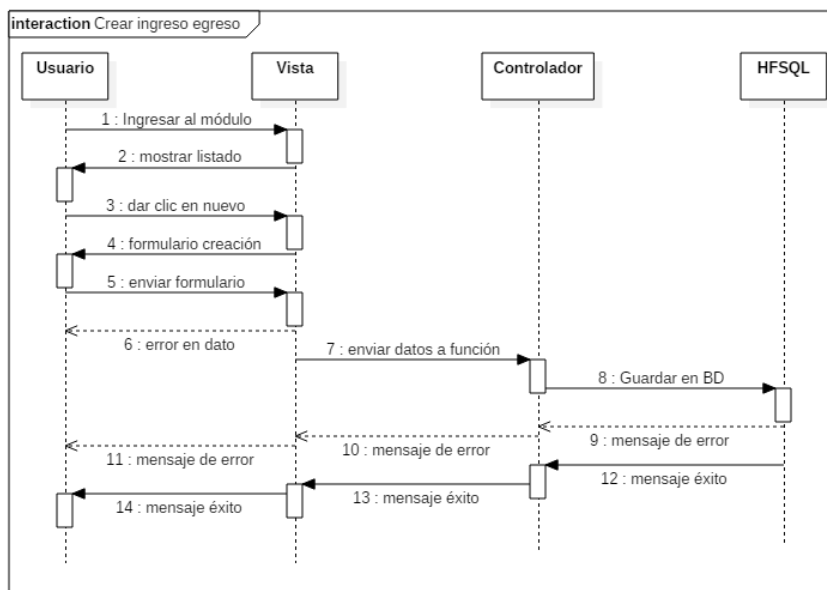 interaction Crear ingreso egreso
Usuario
Vista
Controlador
HFSQL
1 : Ingresar al módulo
2 : mostrar listado
3 : dar clic en nuevo
4 : formulario creación
5 : enviar formulario
6 : error en dato
7 : enviar datos a función
8 : Guardar en BD
9 : mensaje de error
10 : mensaje de error
11 : mensaje de error
12 : mensaje éxito
13 : mensaje éxito
14 : mensaje éxito